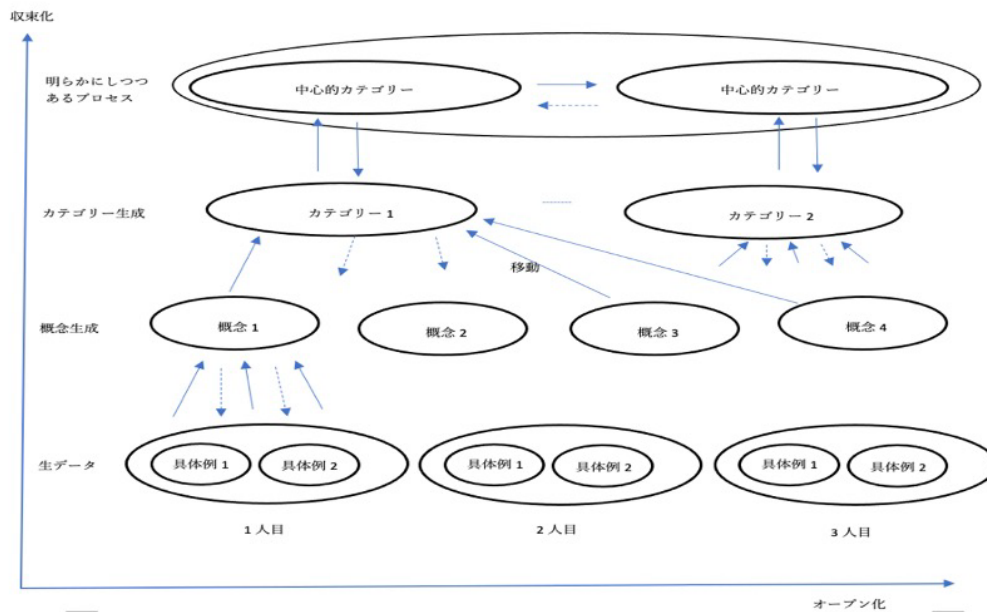 収束化
明らかにしつつ
あるプロセス
中心的カテゴリー
中心的カテゴリー
カテゴリー生成
カテゴリー 1
カテゴリー 2
移動
概念生成
概念 1
概念 2
概念 3
概念 4
生データ
具体例 1
具体例 2
具体例 1
具体例 2
具体例 1
具体例 2
1 人目
2 人目
3 人目
オープン化